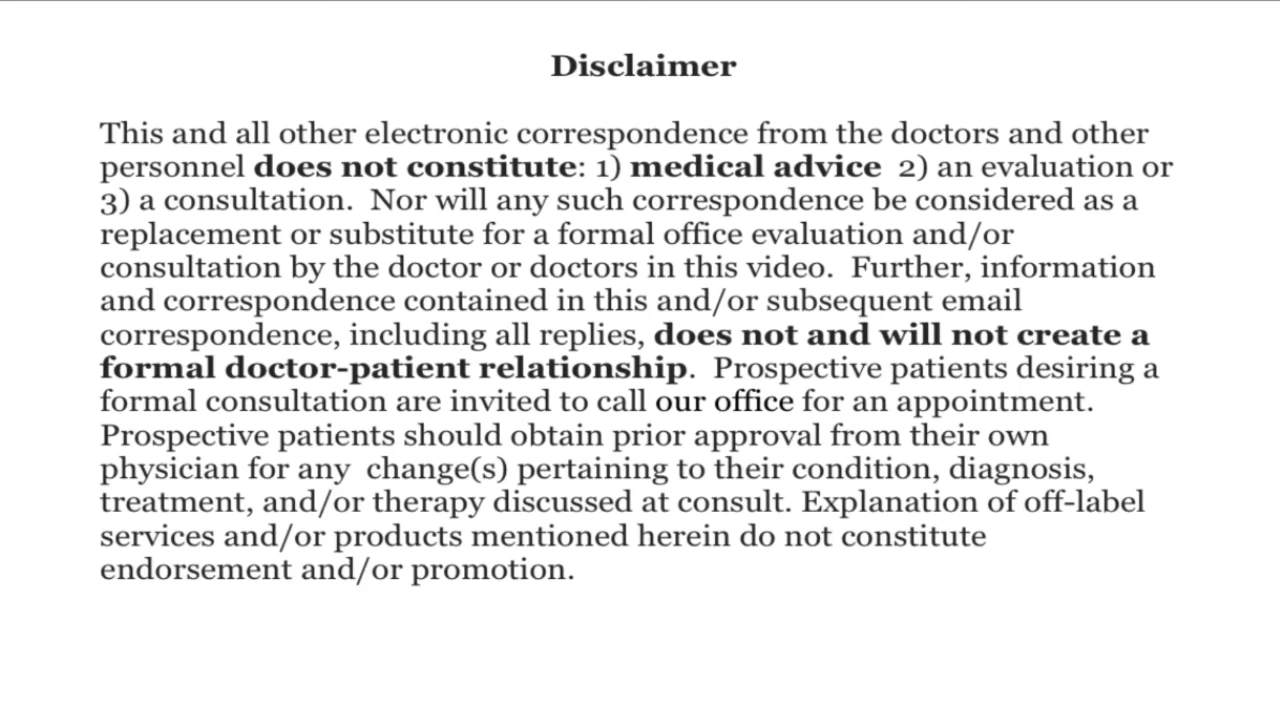 Disclaimer
This and all other electronic correspondence from the doctors and other
personnel does not constitute: 1) medical advice  2) an evaluation or
3) a consultation.  Nor will any such correspondence be considered as a
replacement or substitute for a formal office evaluation and/or
consultation by the doctor or doctors in this video.  Further, information
and correspondence contained in this and/or subsequent email
correspondence, including all replies, does not and will not create a
formal doctor-patient relationship.  Prospective patients desiring a
formal consultation are invited to call our office for an appointment.
Prospective patients should obtain prior approval from their own
physician for any  change(s) pertaining to their condition, diagnosis,
treatment, and/or therapy discussed at consult. Explanation of off-label
services and/or products mentioned herein do not constitute
endorsement and/or promotion.